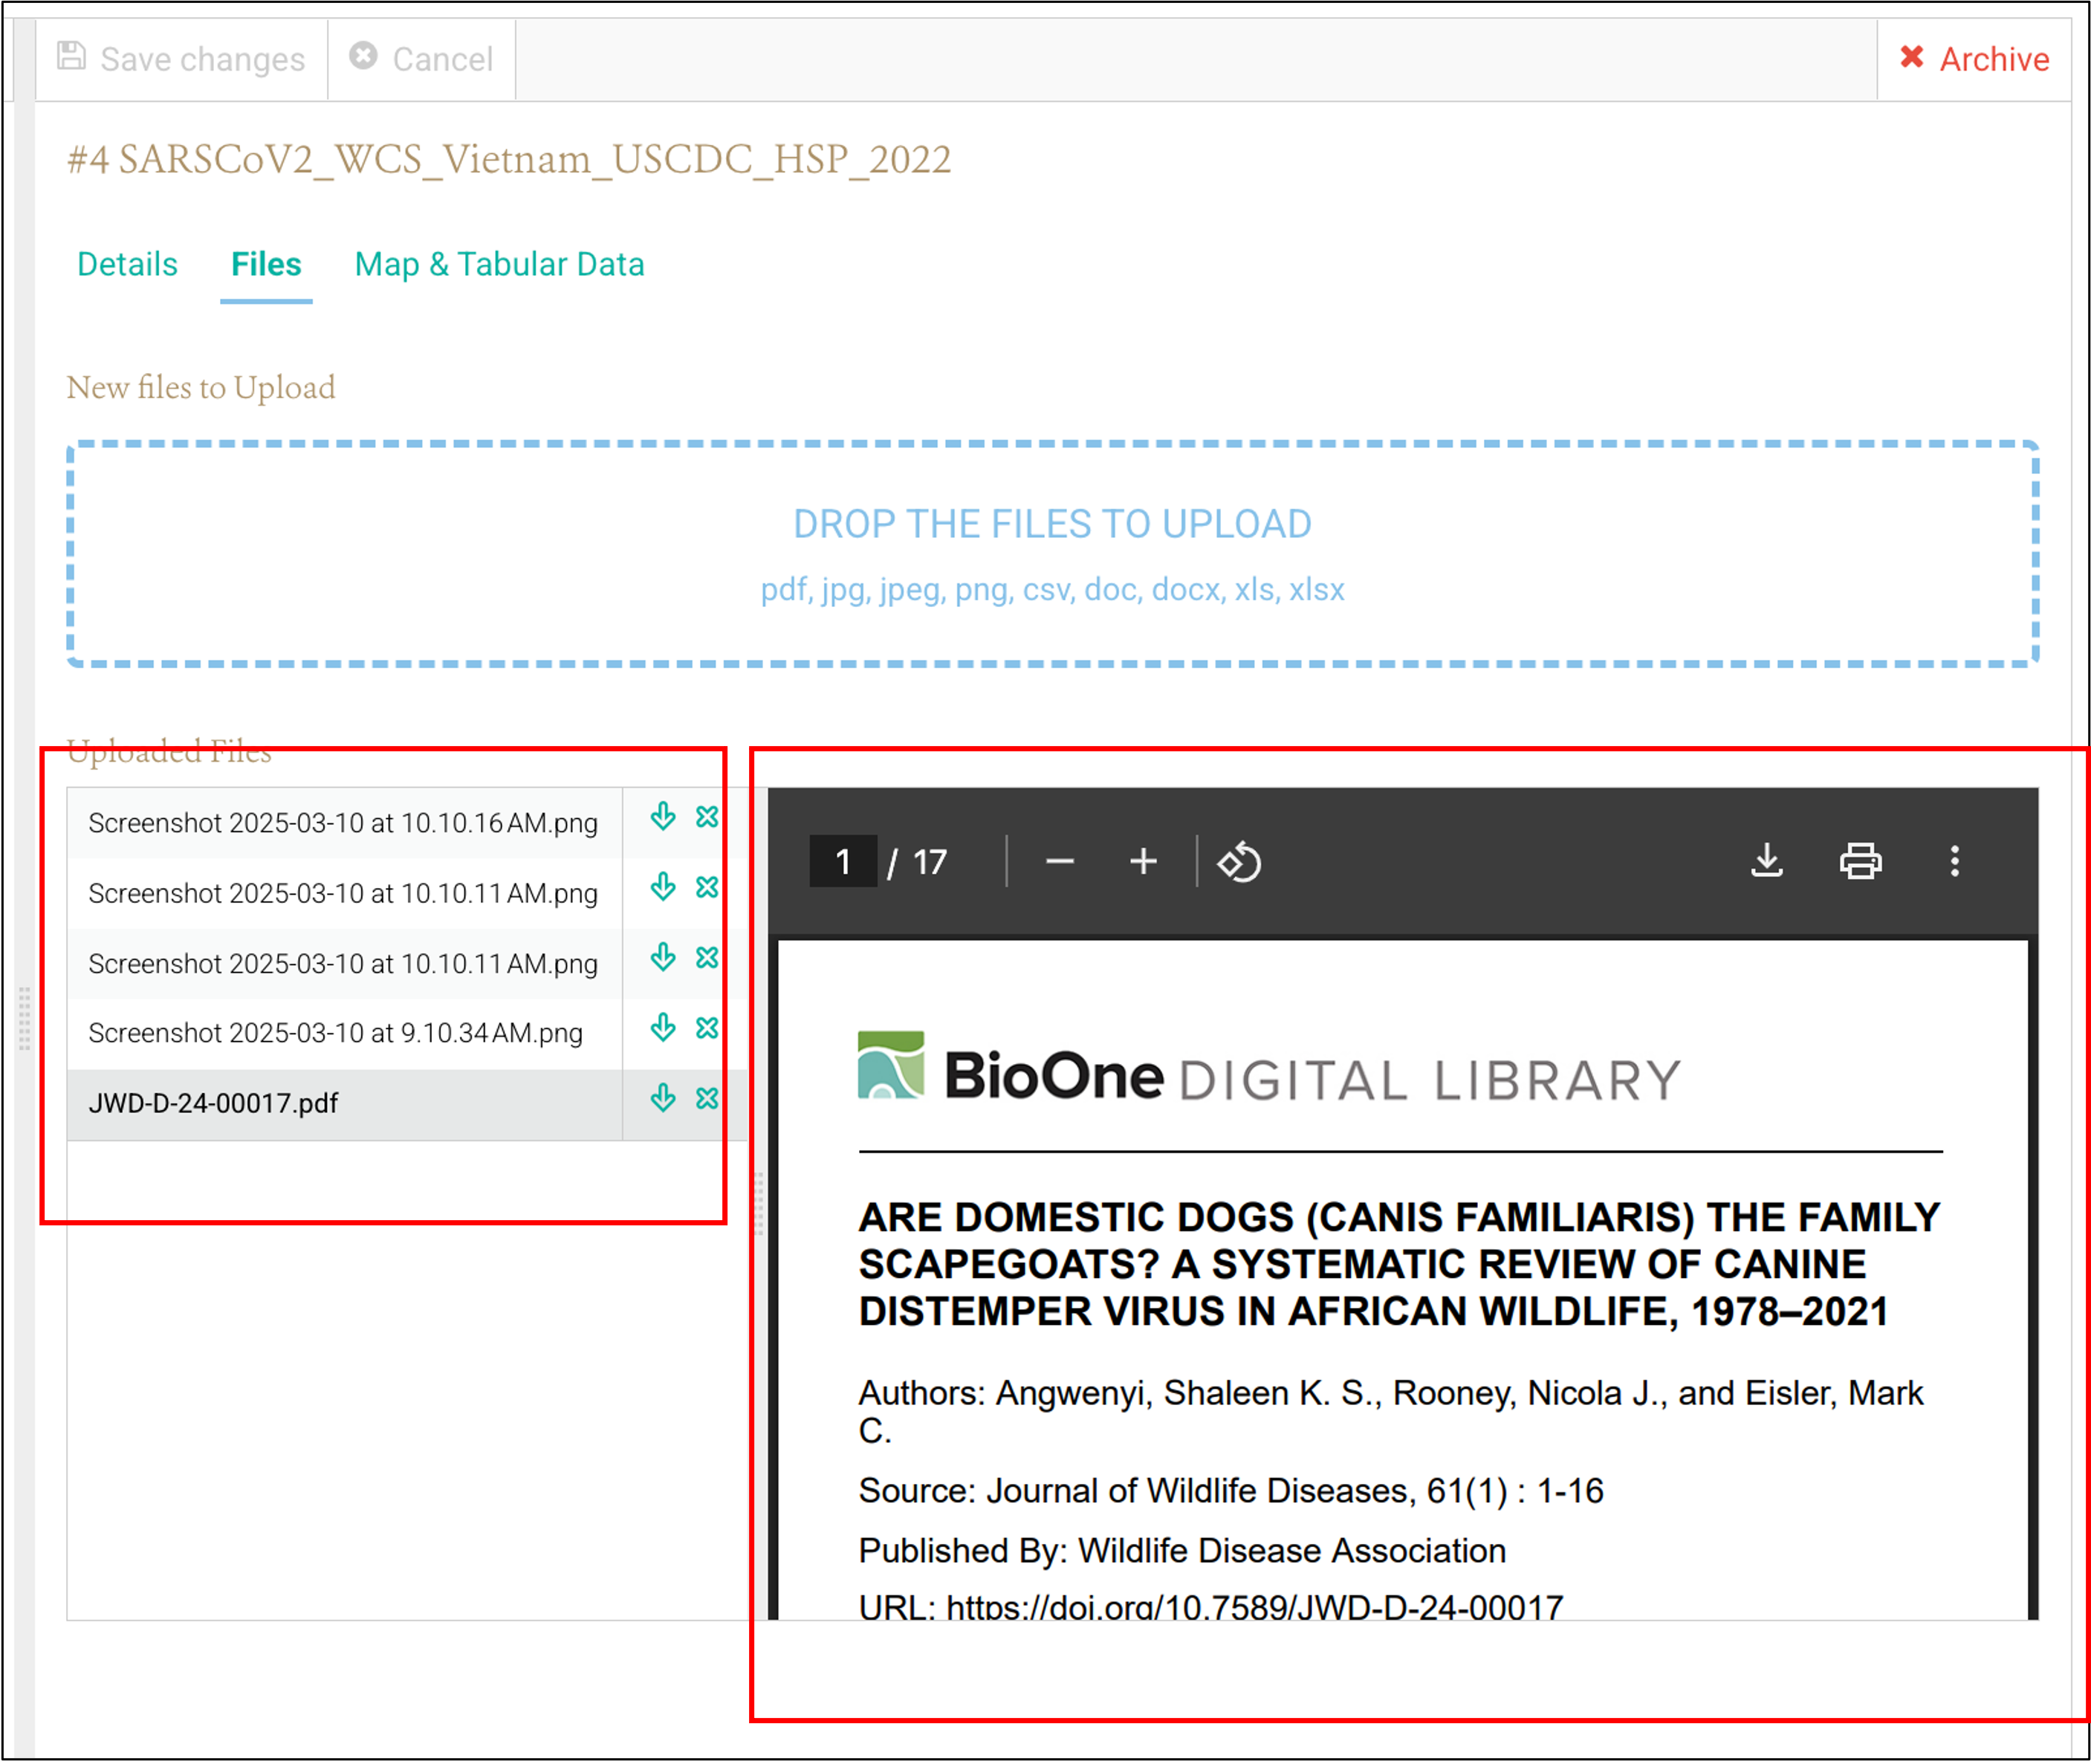 Save changes
Cancel
Archive
#4 SARSCoV2_WCS_Vietnam_USCDC_HSP_2022
Details
Files
Map & Tabular Data
New files to Upload
DROP THE FILES TO UPLOAD
pdf, jpg, jpeg, png, csv, doc, docx, xls, xlsx
Uploaded Files
Screenshot 2025-03-10 at 10.10.16 AM.png
Screenshot 2025-03-10 at 10.10.11 AM.png
Screenshot 2025-03-10 at 10.10.11 AM.png
Screenshot 2025-03-10 at 9.10.34 AM.png
JWD-D-24-00017.pdf
1 / 17
BioOne DIGITAL LIBRARY
ARE DOMESTIC DOGS (CANIS FAMILIARIS) THE FAMILY
SCAPEGOATS? A SYSTEMATIC REVIEW OF CANINE
DISTEMPER VIRUS IN AFRICAN WILDLIFE, 1978–2021
Authors: Angwenyi, Shaleen K. S., Rooney, Nicola J., and Eisler, Mark
C.
Source: Journal of Wildlife Diseases, 61(1) : 1-16
Published By: Wildlife Disease Association
URL: https://doi.org/10.7589/JWD-D-24-00017